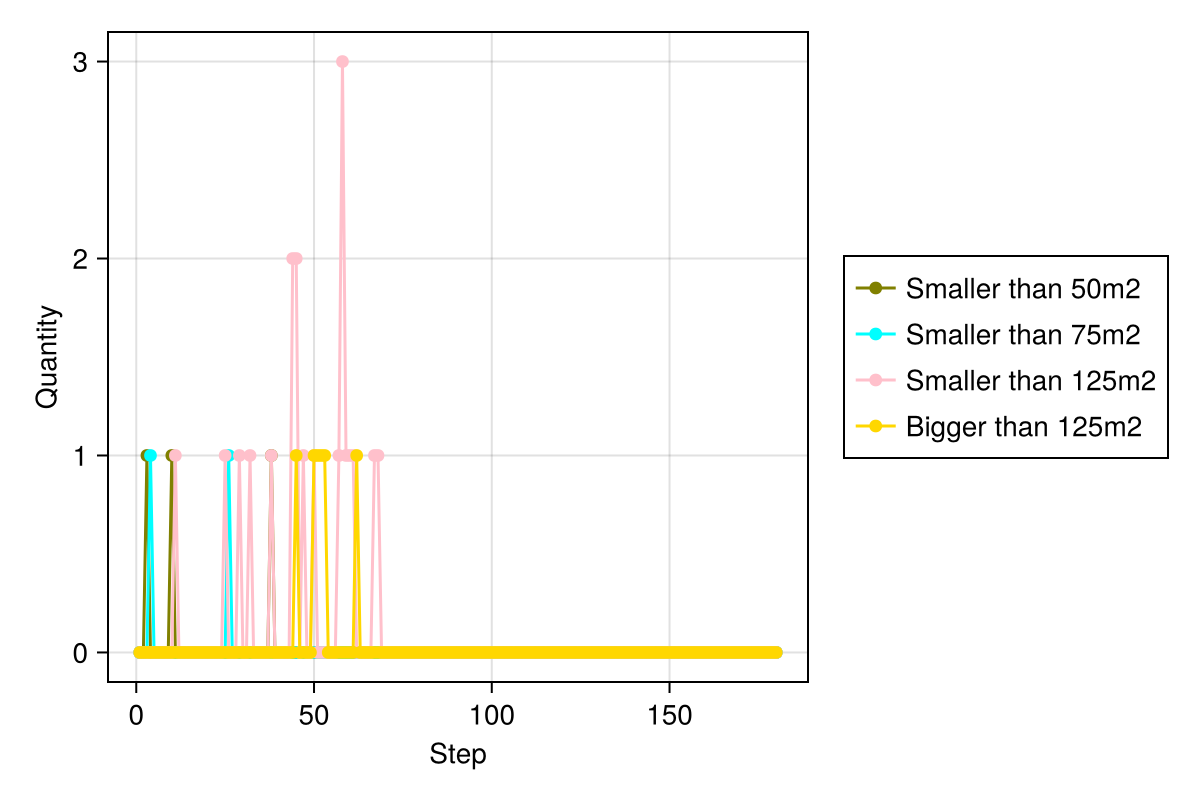 3
2
1
0
Quantity
0 50 100 150
Step
Smaller than 50m2
Smaller than 75m2
Smaller than 125m2
Bigger than 125m2